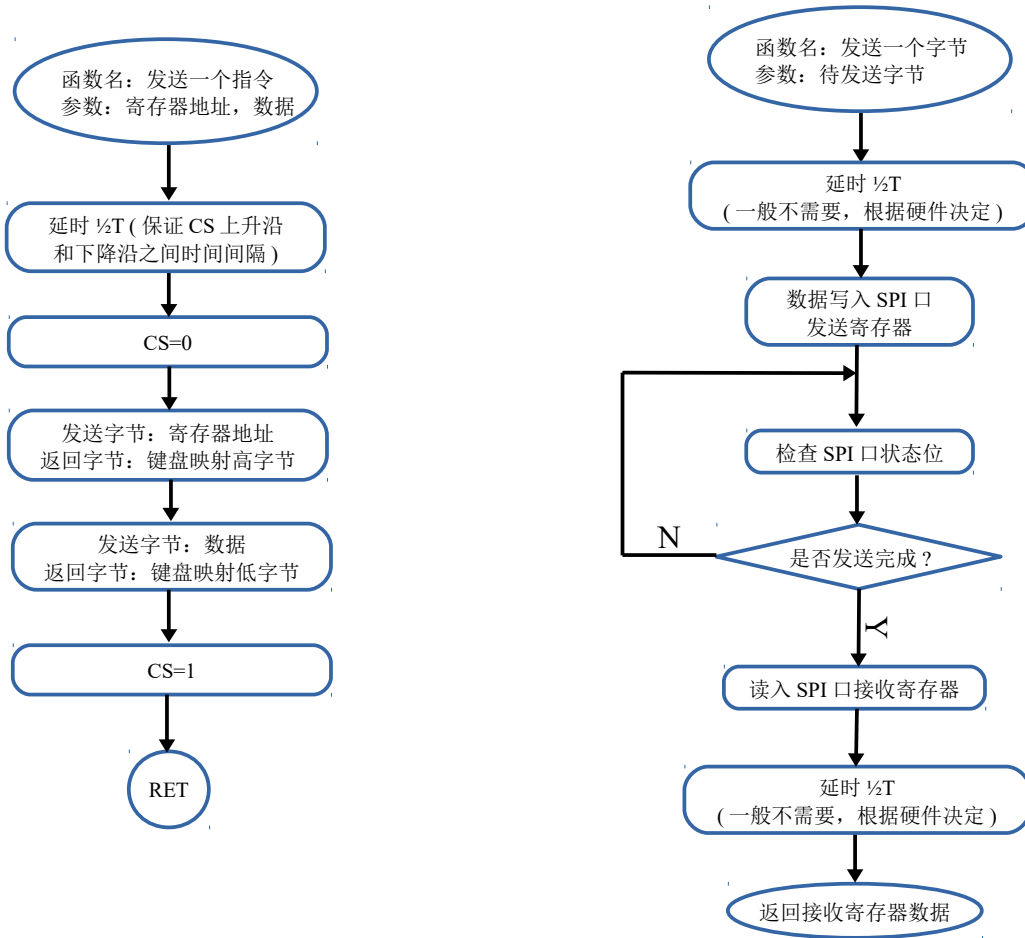 函数名：发送一个指令
参数：寄存器地址，数据
延时 ½T ( 保证 CS 上升沿
和下降沿之间时间间隔 )
CS=0
发送字节：寄存器地址
返回字节：键盘映射高字节
发送字节：数据
返回字节：键盘映射低字节
CS=1
RET
函数名：发送一个字节
参数：待发送字节
延时 ½T
( 一般不需要，根据硬件决定 )
数据写入 SPI 口
发送寄存器
检查 SPI 口状态位
是否发送完成 ?
N
Y
读入 SPI 口接收寄存器
延时 ½T
( 一般不需要，根据硬件决定 )
返回接收寄存器数据